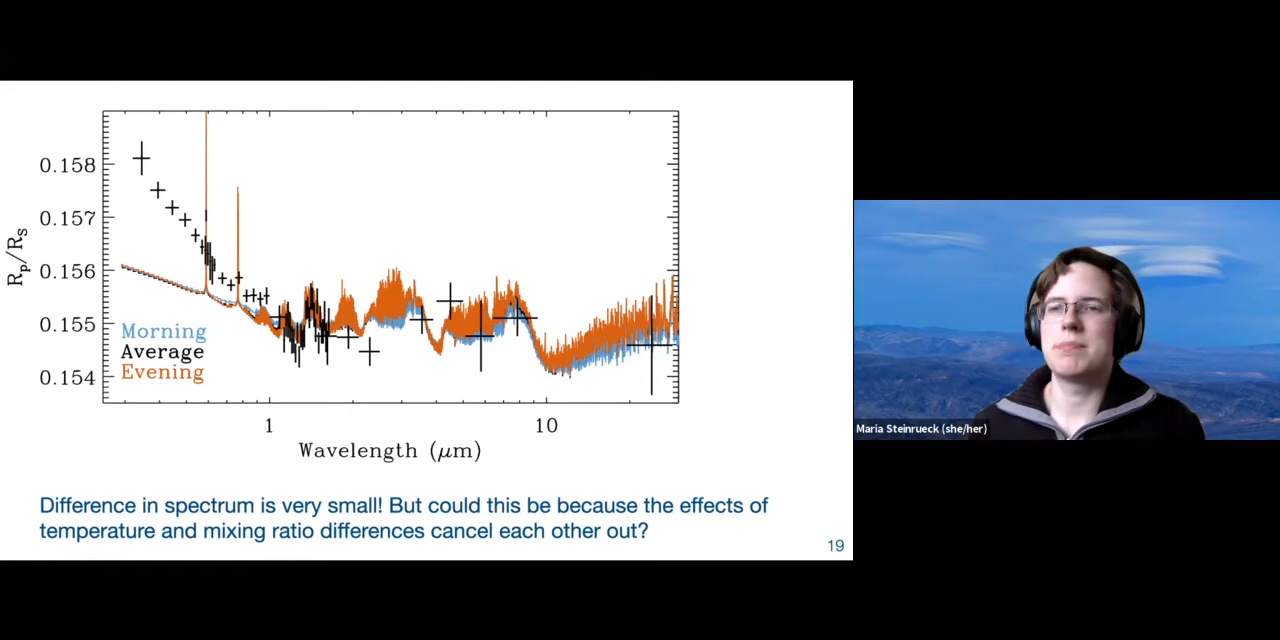 0.158
0.157
0.156
0.155
0.154
Rp/RS
Morning
Average
Evening
1
10
Wavelength (μm)
Difference in spectrum is very small! But could this be because the effects of
temperature and mixing ratio differences cancel each other out?
19
Maria Steinrueck (she/her)